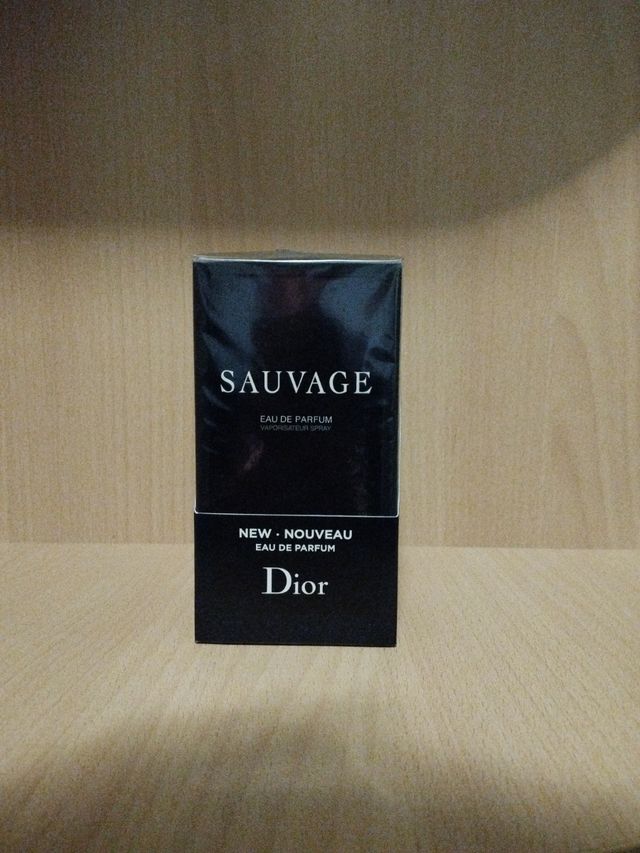 SAUVAGE
EAU DE PARFUM
VAPORISATEUR SPRAY
NEW · NOUVEAU
EAU DE PARFUM
Dior